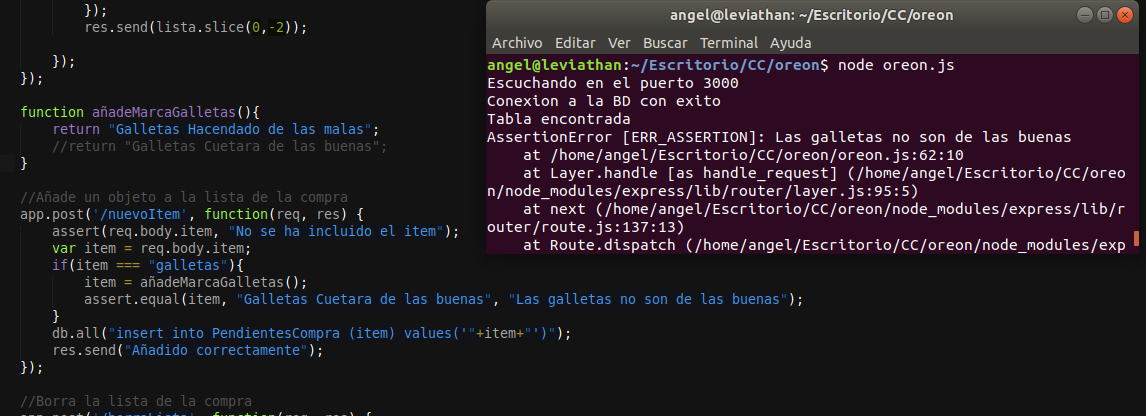 });
        res.send(lista.slice(0,-2));
    });
});
function añadeMarcaGalletas(){
    return "Galletas Hacendado de las malas";
    //return "Galletas Cuetara de las buenas";
}
//Añade un objeto a la lista de la compra
app.post('/nuevoItem', function(req, res) {
    assert(req.body.item, "No se ha incluido el item");
    var item = req.body.item;
    if(item === "galletas"){
        item = añadeMarcaGalletas();
        assert.equal(item, "Galletas Cuetara de las buenas", "Las galletas no son de las buenas");
    }
    db.all("insert into PendientesCompra (item) values('"+item+"')");
    res.send("Añadido correctamente");
});
//Borra la lista de la compra
app.post('/borraLista', function(req, res) {
angel@leviathan: ~/Escritorio/CC/oreon
Archivo Editar Ver Buscar Terminal Ayuda
angel@leviathan:~/Escritorio/CC/oreon$ node oreon.js
Escuchando en el puerto 3000
Conexion a la BD con exito
Tabla encontrada
AssertionError [ERR_ASSERTION]: Las galletas no son de las buenas
    at /home/angel/Escritorio/CC/oreon/oreon.js:62:10
    at Layer.handle [as handle_request] (/home/angel/Escritorio/CC/oreo
n/node_modules/express/lib/router/layer.js:95:5)
    at next (/home/angel/Escritorio/CC/oreon/node_modules/express/lib/r
outer/route.js:137:13)
    at Route.dispatch (/home/angel/Escritorio/CC/oreon/node_modules/exp